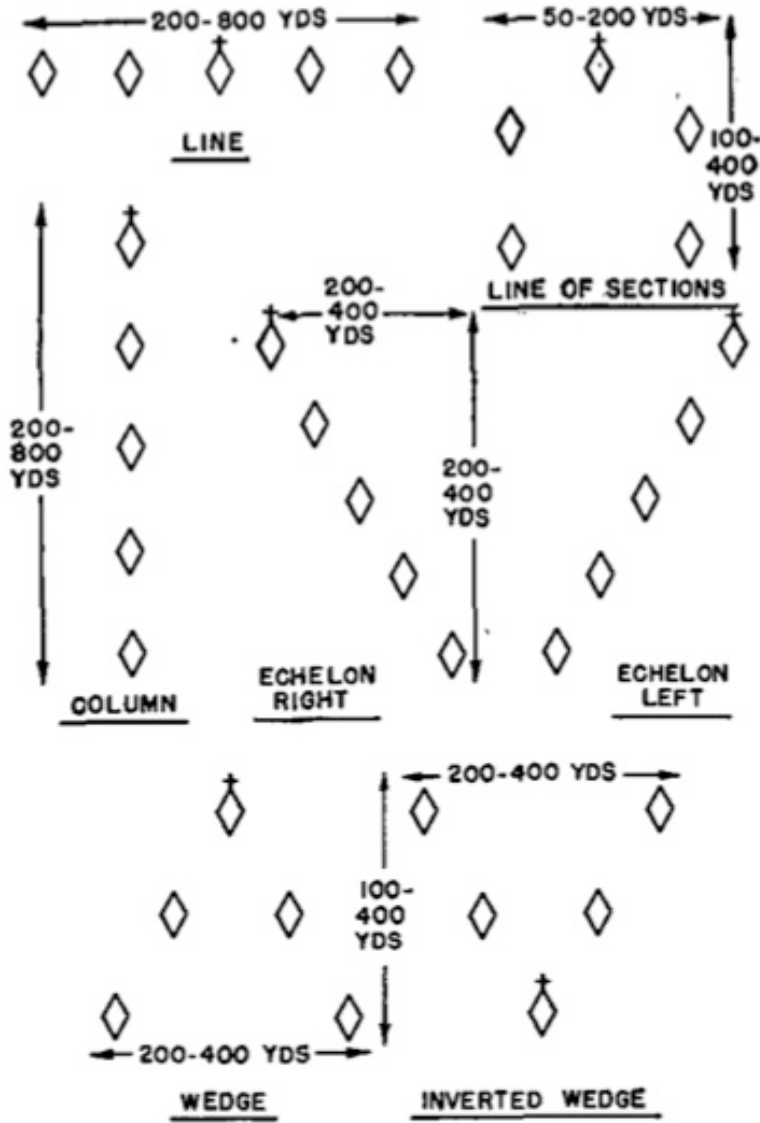 200-800 YDS
50-200 YDS
LINE
100-
400
YDS
LINE OF SECTIONS
200-
400
YDS
200-
800
YDS
200-
400
YDS
COLUMN
ECHELON
RIGHT
ECHELON
LEFT
200-400 YDS
100-
400
YDS
200-400 YDS
WEDGE
INVERTED WEDGE